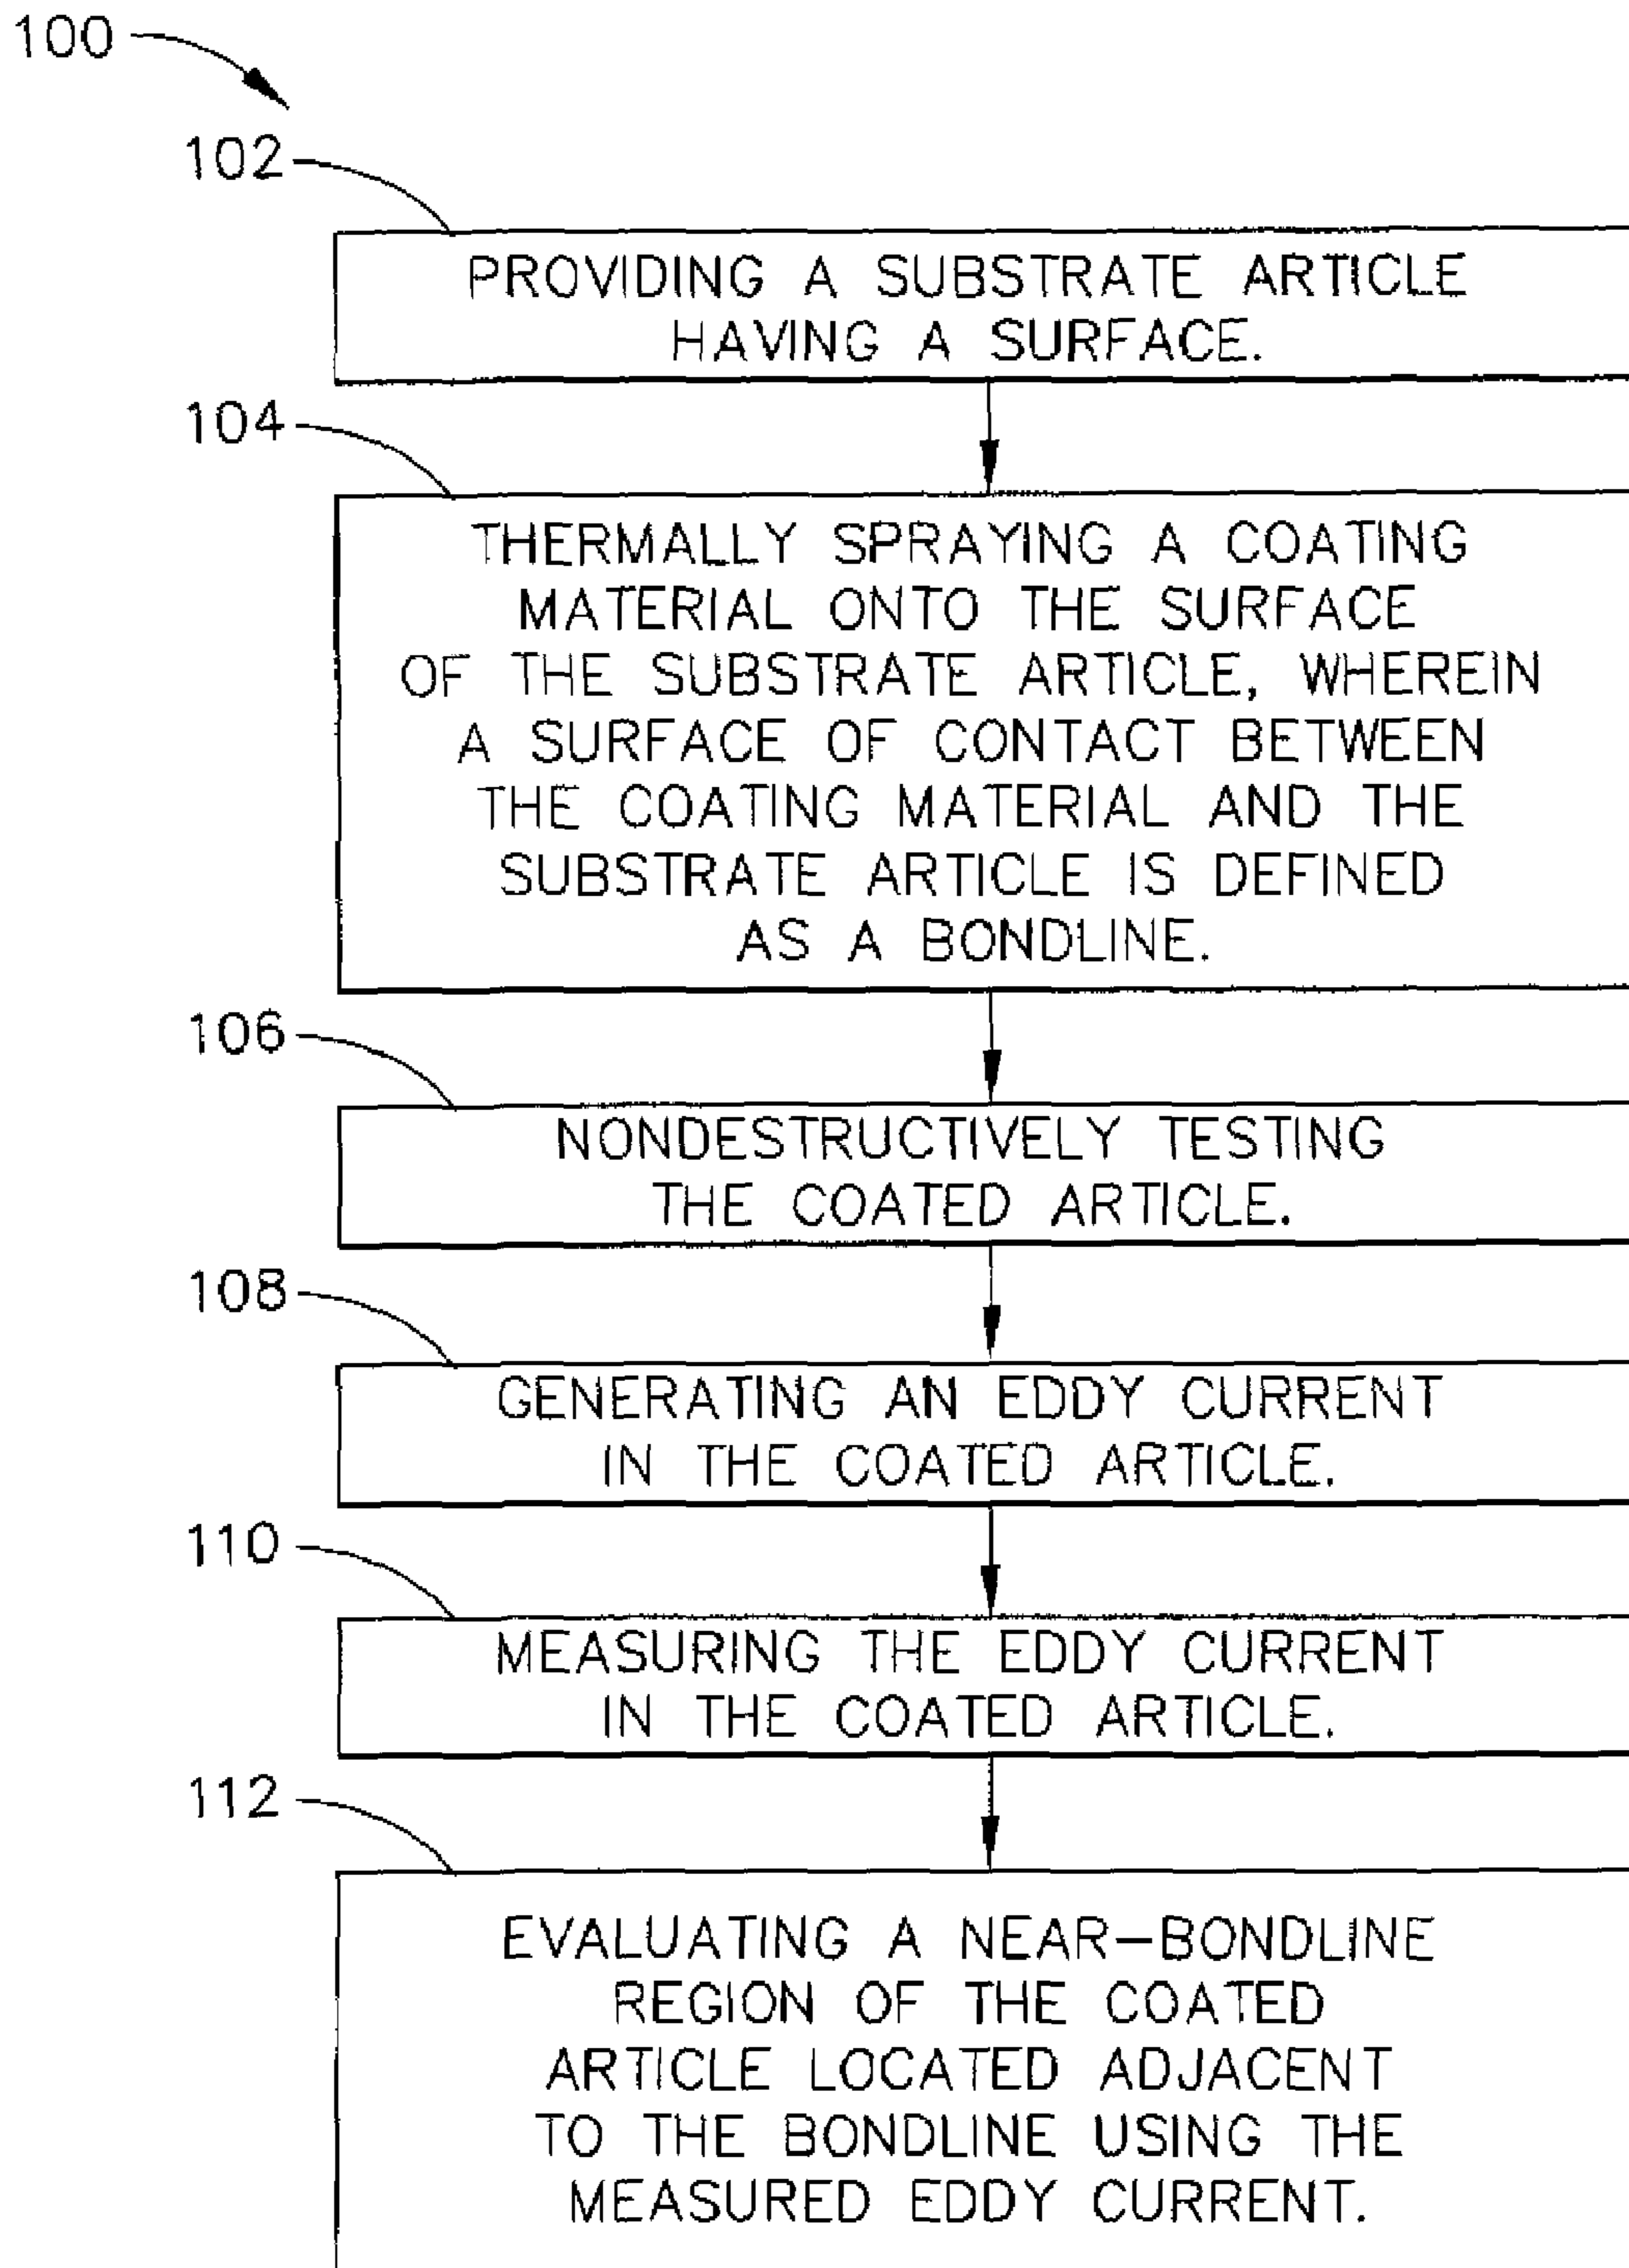 100
102
PROVIDING A SUBSTRATE ARTICLE
HAVING A SURFACE.
104
THERMALLY SPRAYING A COATING
MATERIAL ONTO THE SURFACE
OF THE SUBSTRATE ARTICLE, WHEREIN
A SURFACE OF CONTACT BETWEEN
THE COATING MATERIAL AND THE
SUBSTRATE ARTICLE IS DEFINED
AS A BONDLINE.
106
NONDESTRUCTIVELY TESTING
THE COATED ARTICLE.
108
GENERATING AN EDDY CURRENT
IN THE COATED ARTICLE.
110
MEASURING THE EDDY CURRENT
IN THE COATED ARTICLE.
112
EVALUATING A NEAR-BONDLINE
REGION OF THE COATED
ARTICLE LOCATED ADJACENT
TO THE BONDLINE USING THE
MEASURED EDDY CURRENT.